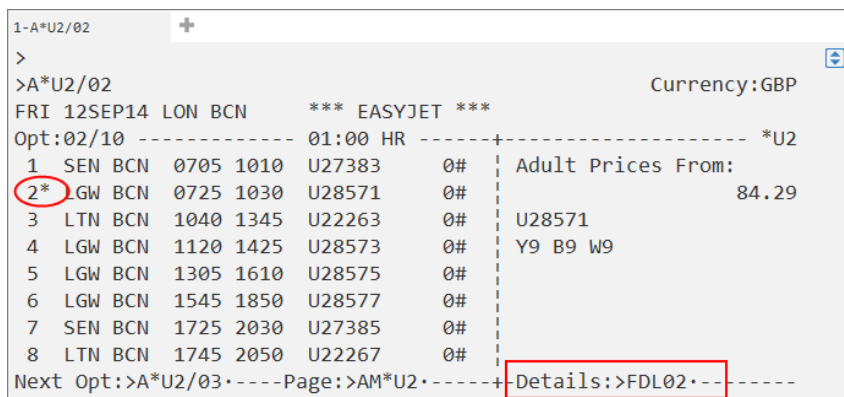 1-A*U2/02
>
>A*U2/02 Currency:GBP
FRI 12SEP14 LON BCN *** EASYJET ***
Opt:02/10 ------------- 01:00 HR ------+-------------------- *U2
1 SEN BCN 0705 1010 U27383 0# ¦ Adult Prices From:
2* LGW BCN 0725 1030 U28571 0# ¦ 84.29
3 LTN BCN 1040 1345 U22263 0# ¦ U28571
4 LGW BCN 1120 1425 U28573 0# ¦ Y9 B9 W9
5 LGW BCN 1305 1610 U28575 0# ¦
6 LGW BCN 1545 1850 U28577 0# ¦
7 SEN BCN 1725 2030 U27385 0# ¦
8 LTN BCN 1745 2050 U22267 0# ¦
Next Opt:>A*U2/03·----Page:>AM*U2·-----+-Details:>FDL02·---------